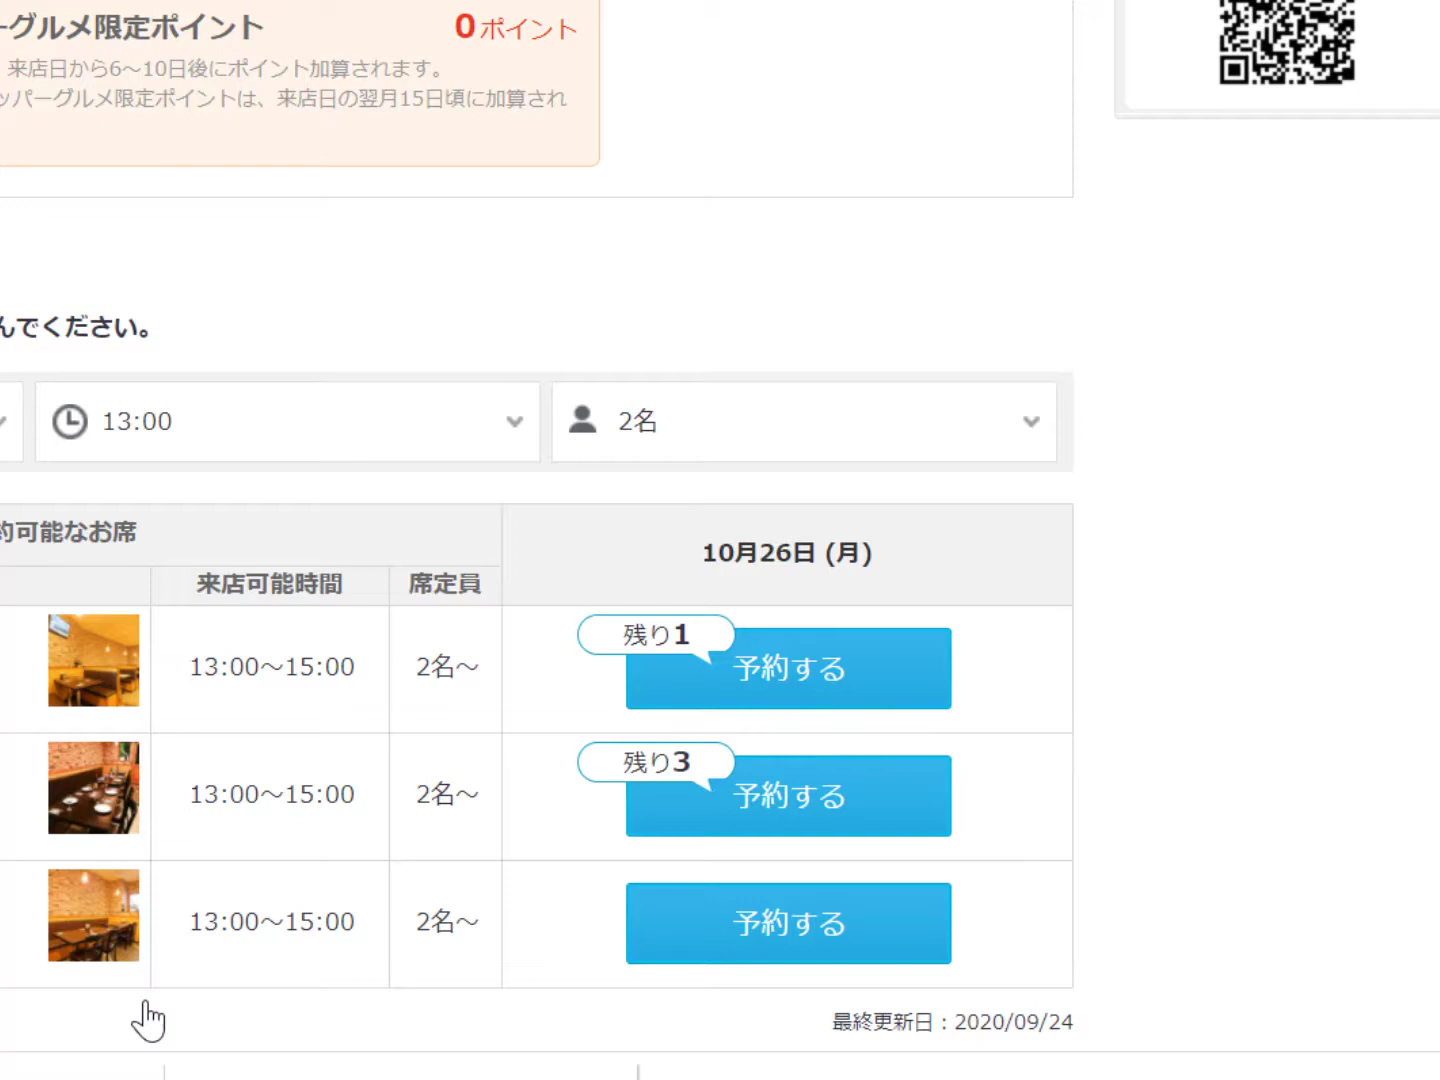 ーグルメ限定ポイント 0ポイント
来店日から6～10日後にポイント加算されます。
ッパーグルメ限定ポイントは、来店日の翌月15日頃に加算され
んでください。
13:00 2名
約可能なお席 10月26日 (月)
来店可能時間 席定員
残り1
13:00～15:00 2名～ 予約する
残り3
13:00～15:00 2名～ 予約する
13:00～15:00 2名～ 予約する
最終更新日：2020/09/24